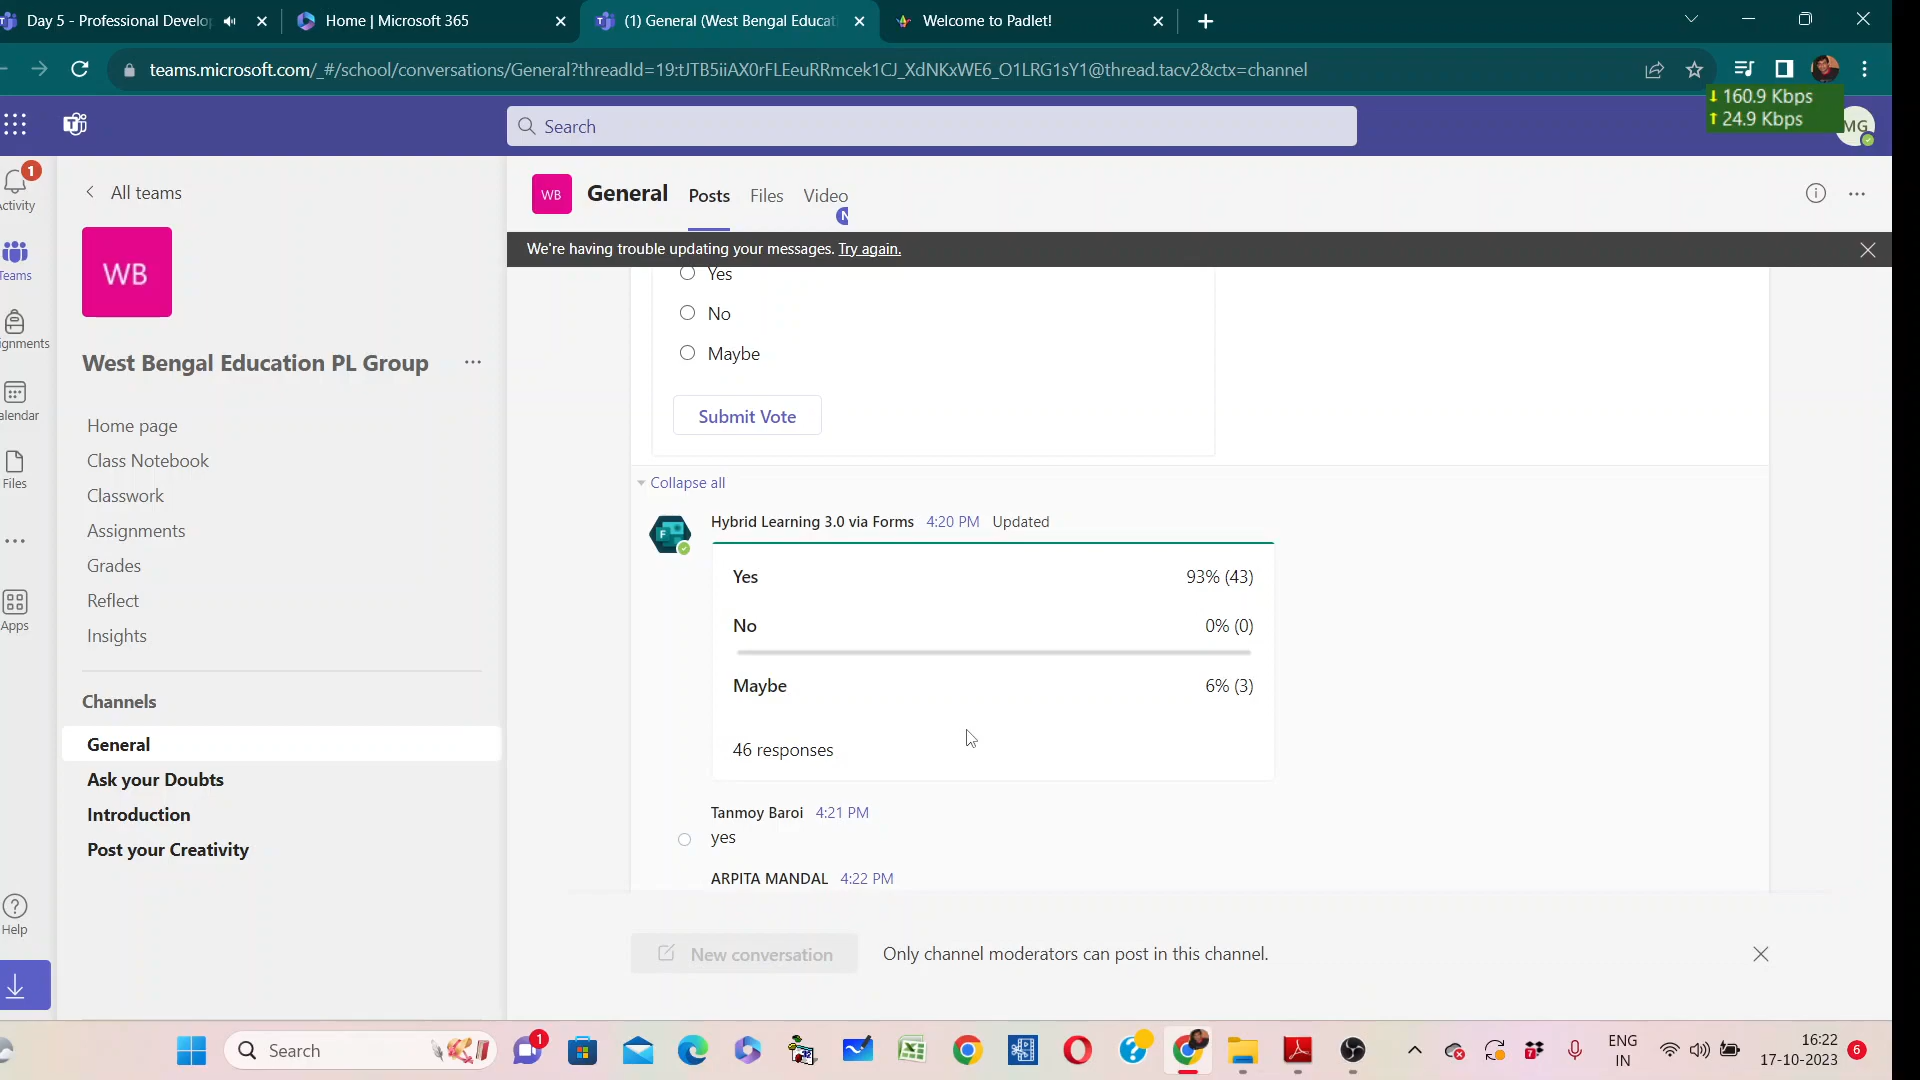 Day 5 - Professional Develop
Home | Microsoft 365
(1) General (West Bengal Educat
Welcome to Padlet!
teams.microsoft.com/_#/school/conversations/General?threadId=19:tJTB5iiAX0rFLEeuRRmcek1CJ_XdNKxWE6_O1LRG1sY1@thread.tacv2&ctx=channel
160.9 Kbps
24.9 Kbps
Search
MG
1
ctivity
Teams
ignments
alendar
Files
Apps
Help
All teams
WB
West Bengal Education PL Group
Home page
Class Notebook
Classwork
Assignments
Grades
Reflect
Insights
Channels
General
Ask your Doubts
Introduction
Post your Creativity
WB
General
Posts
Files
Video
N
We're having trouble updating your messages. Try again.
Yes
No
Maybe
Submit Vote
Collapse all
Hybrid Learning 3.0 via Forms 4:20 PM Updated
Yes 93% (43)
No 0% (0)
Maybe 6% (3)
46 responses
Tanmoy Baroi 4:21 PM
yes
ARPITA MANDAL 4:22 PM
New conversation
Only channel moderators can post in this channel.
Search
1
ENG
IN
16:22
17-10-2023
6